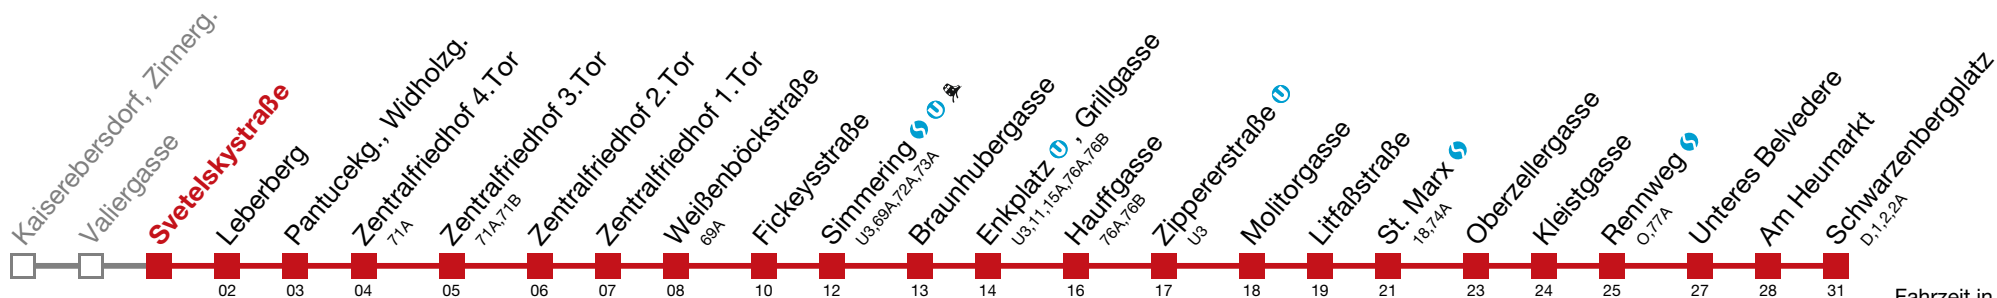 Kaiserebersdorf, Zinnerg.
Valiergasse
Svetelskystraße
Leberberg
02
Pantucekg., Widholzg.
03
Zentralfriedhof 4.Tor
71A
04
Zentralfriedhof 3.Tor
71A,71B
05
Zentralfriedhof 2.Tor
06
Zentralfriedhof 1.Tor
07
Weißenböckstraße
69A
08
Fickeysstraße
10
Simmering S U
U3,69A,72A,73A
12
Braunhubergasse
13
Enkplatz U , Grillgasse
U3,11,15A,76A,76B
14
Hauffgasse
76A,76B
16
Zippererstraße U
U3
17
Molitorgasse
18
Litfaßstraße
19
St. Marx S
18,74A
21
Oberzellergasse
23
Kleistgasse
24
Rennweg S
O,77A
25
Unteres Belvedere
27
Am Heumarkt
28
Schwarzenbergplatz
D,1,2,2A
31
Fahrzeit in